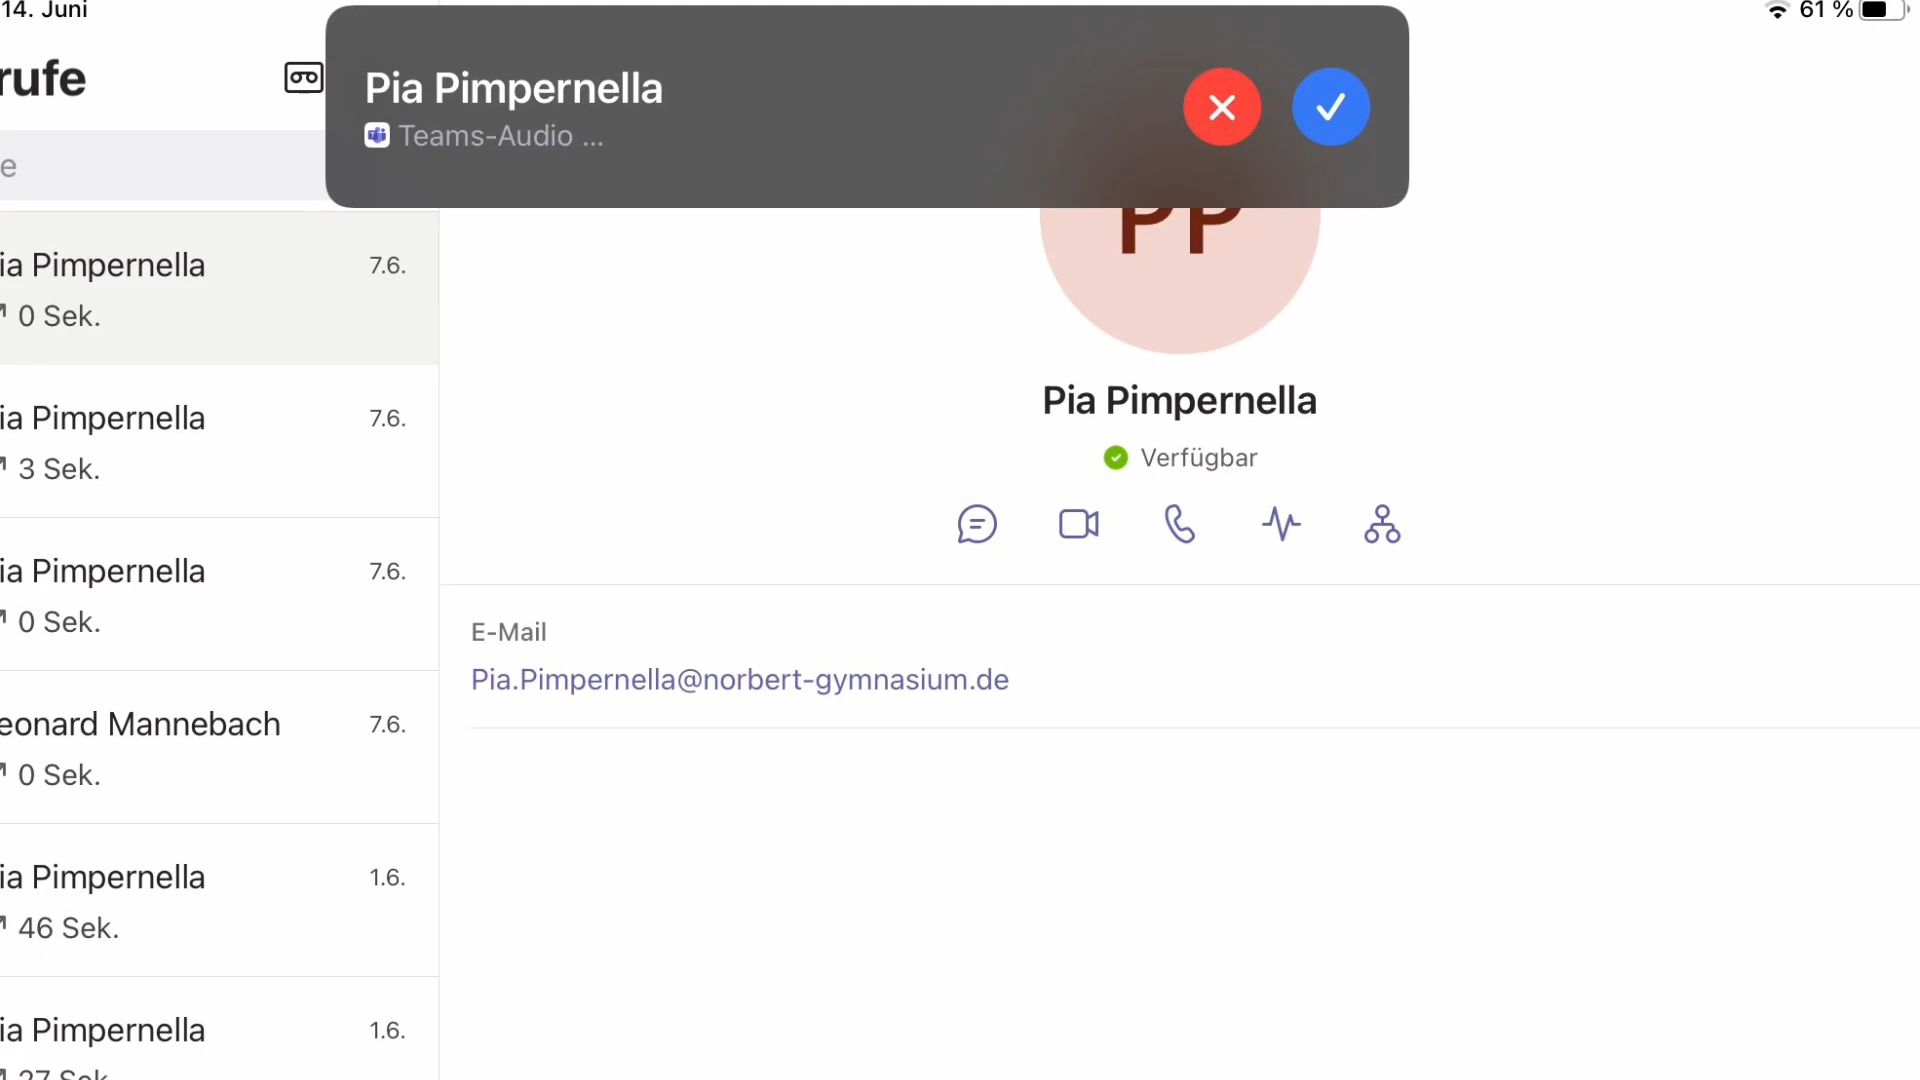 14. Juni
61 %
rufe
Pia Pimpernella
Teams-Audio ...
e
PP
ia Pimpernella
7.6.
0 Sek.
ia Pimpernella
7.6.
3 Sek.
ia Pimpernella
7.6.
0 Sek.
eonard Mannebach
7.6.
0 Sek.
ia Pimpernella
1.6.
46 Sek.
ia Pimpernella
1.6.
27 Sek.
Pia Pimpernella
Verfügbar
E-Mail
Pia.Pimpernella@norbert-gymnasium.de